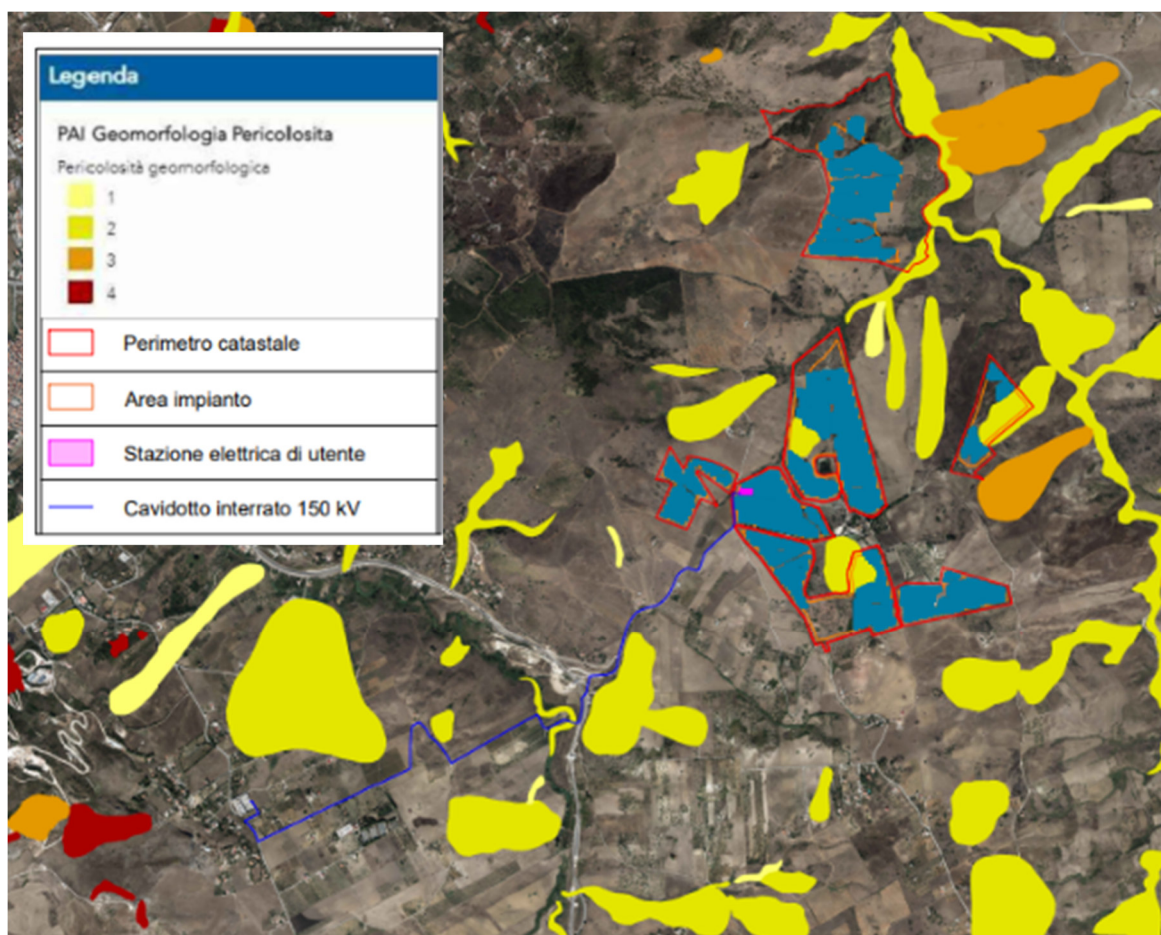 Legenda
PAI Geomorfologia Pericolosita
Pericolosità geomorfologica
1
2
3
4
Perimetro catastale
Area impianto
Stazione elettrica di utente
Cavidotto interrato 150 kV